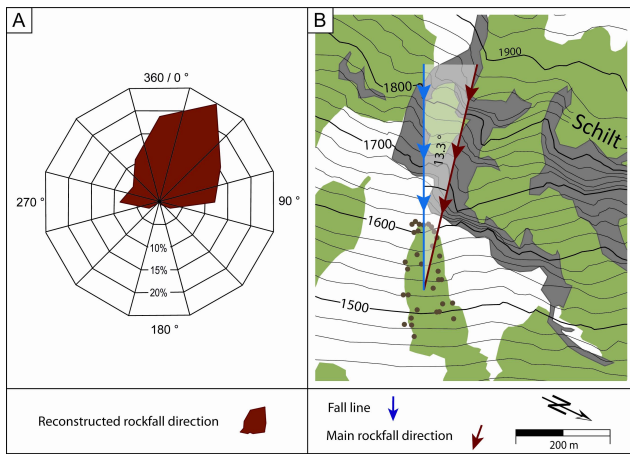 A
360 / 0 °
270 °
90 °
10%
15%
20%
180 °
Reconstructed rockfall direction
B
1900
1800
Schilt
1700
13.3 °
1600
1500
Fall line
Main rockfall direction
N
200 m